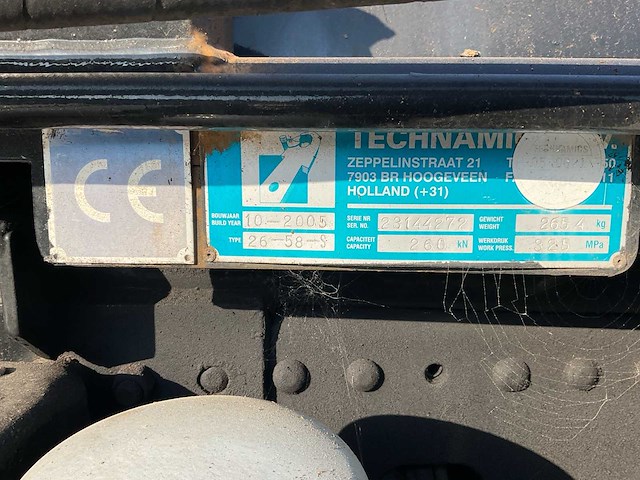 CE
TECHNAMI
ZEPPELINSTRAAT 21
7903 BR HOOGEVEEN
HOLLAND (+31)
BOUWJAAR
BUILD YEAR
10-2005
SERIE NR
SER. NO.
GEWICHT
WEIGHT
kg
TYPE
26-58-S
CAPACITEIT
CAPACITY
260 kN
WERKDRUK
WORK PRESS.
MPa